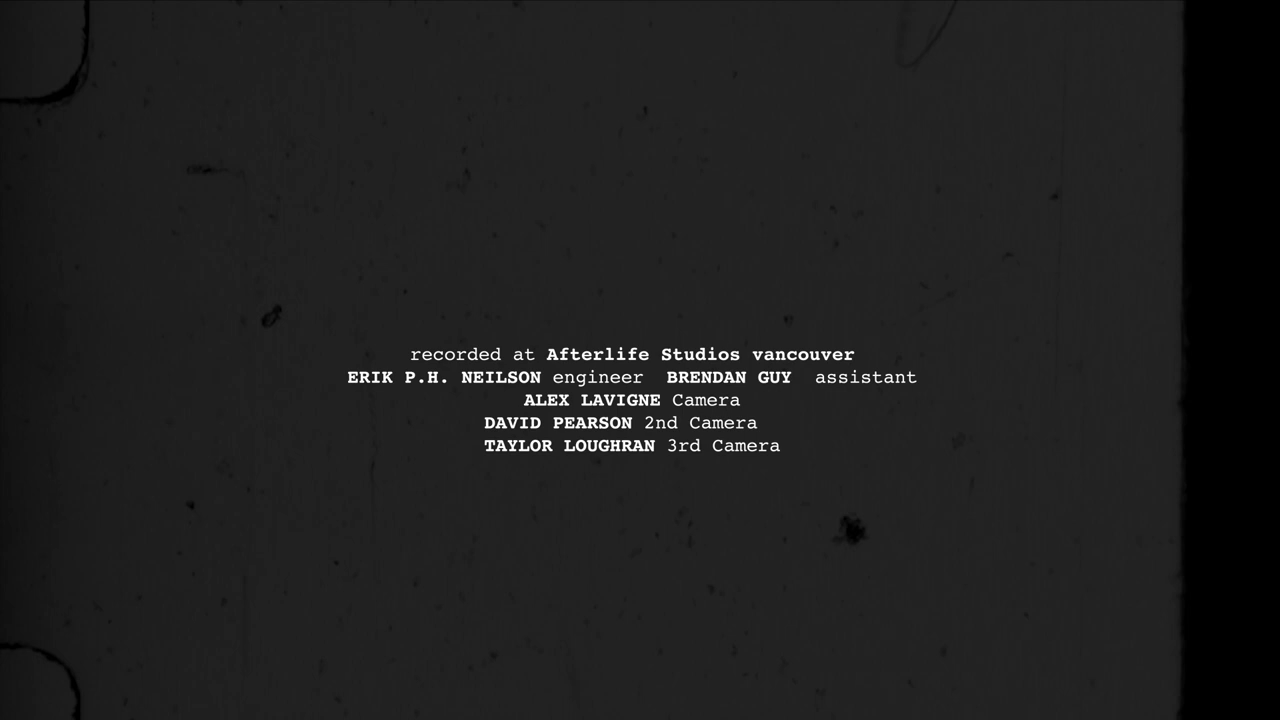 recorded at Afterlife Studios vancouver
ERIK P.H. NEILSON engineer BRENDAN GUY assistant
ALEX LAVIGNE Camera
DAVID PEARSON 2nd Camera
TAYLOR LOUGHRAN 3rd Camera